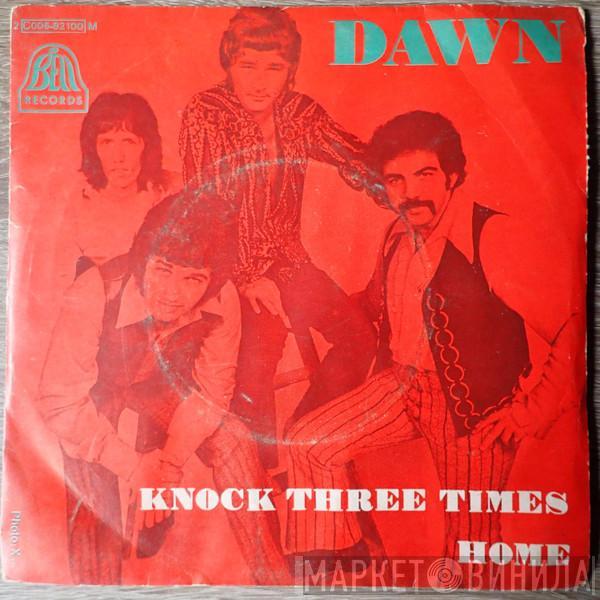 2 C006-92100 M
BELL
RECORDS
DAWN
KNOCK THREE TIMES
HOME
Photo X
МАРКЕТ ВИНИЛА